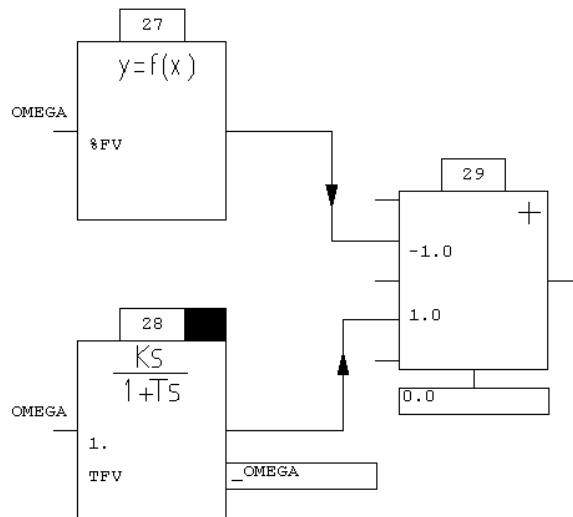 27
y=f(x)
OMEGA
%FV
29
+
-1.0
1.0
0.0
28
Ks
1+Ts
OMEGA
1.
TFV
_OMEGA